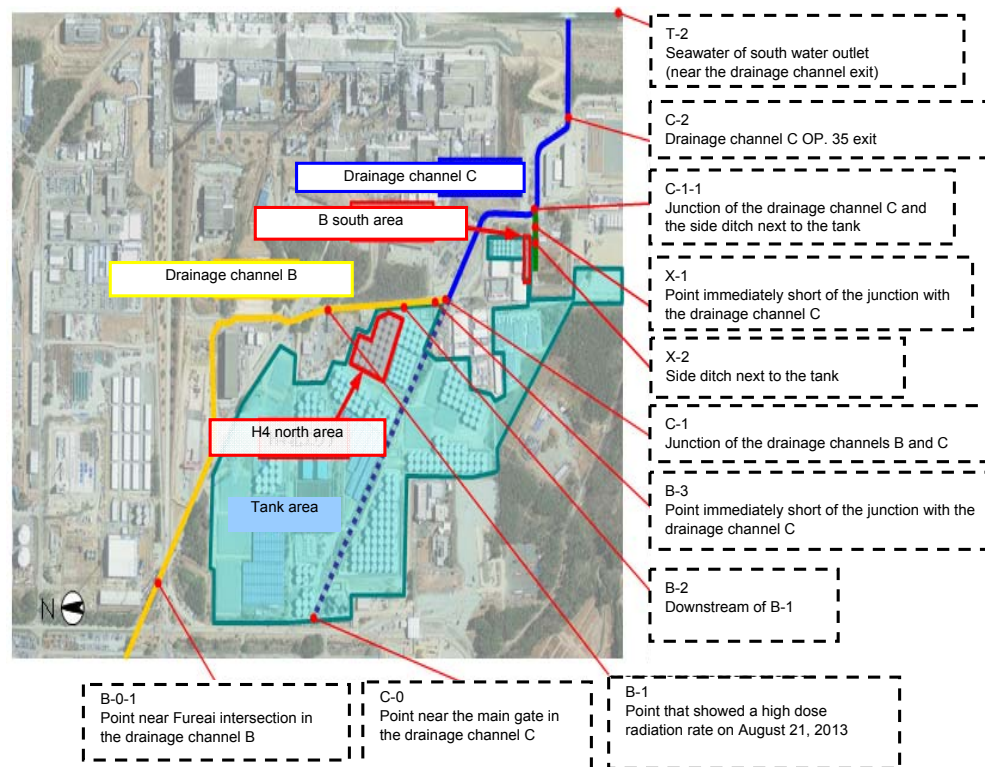 T-2
Seawater of south water outlet
(near the drainage channel exit)
C-2
Drainage channel C OP. 35 exit
Drainage channel C
C-1-1
Junction of the drainage channel C and
the side ditch next to the tank
B south area
Drainage channel B
X-1
Point immediately short of the junction with
the drainage channel C
X-2
Side ditch next to the tank
H4 north area
C-1
Junction of the drainage channels B and C
Tank area
B-3
Point immediately short of the junction with the
drainage channel C
B-2
Downstream of B-1
N
B-0-1
Point near Fureai intersection in
the drainage channel B
C-0
Point near the main gate in
the drainage channel C
B-1
Point that showed a high dose
radiation rate on August 21, 2013